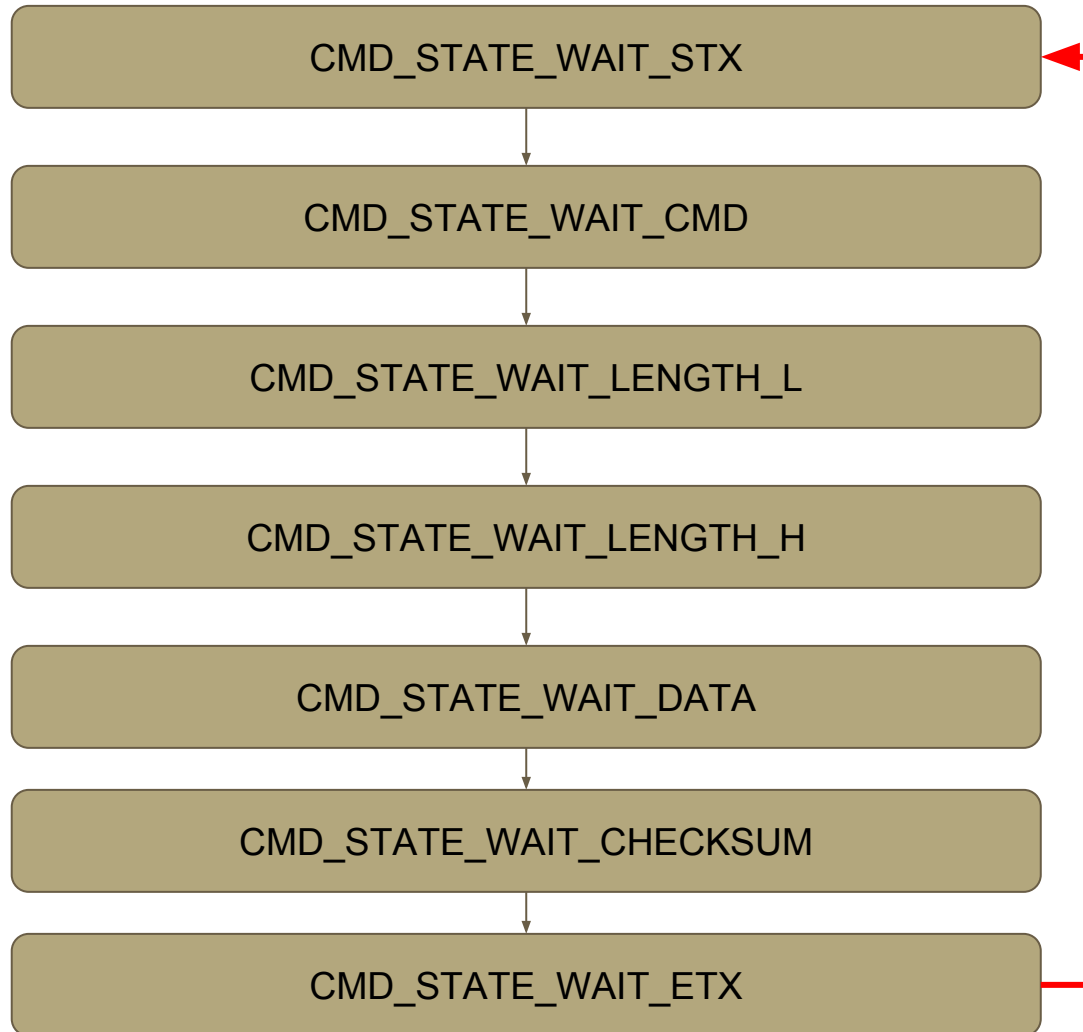 CMD_STATE_WAIT_STX
CMD_STATE_WAIT_CMD
CMD_STATE_WAIT_LENGTH_L
CMD_STATE_WAIT_LENGTH_H
CMD_STATE_WAIT_DATA
CMD_STATE_WAIT_CHECKSUM
CMD_STATE_WAIT_ETX